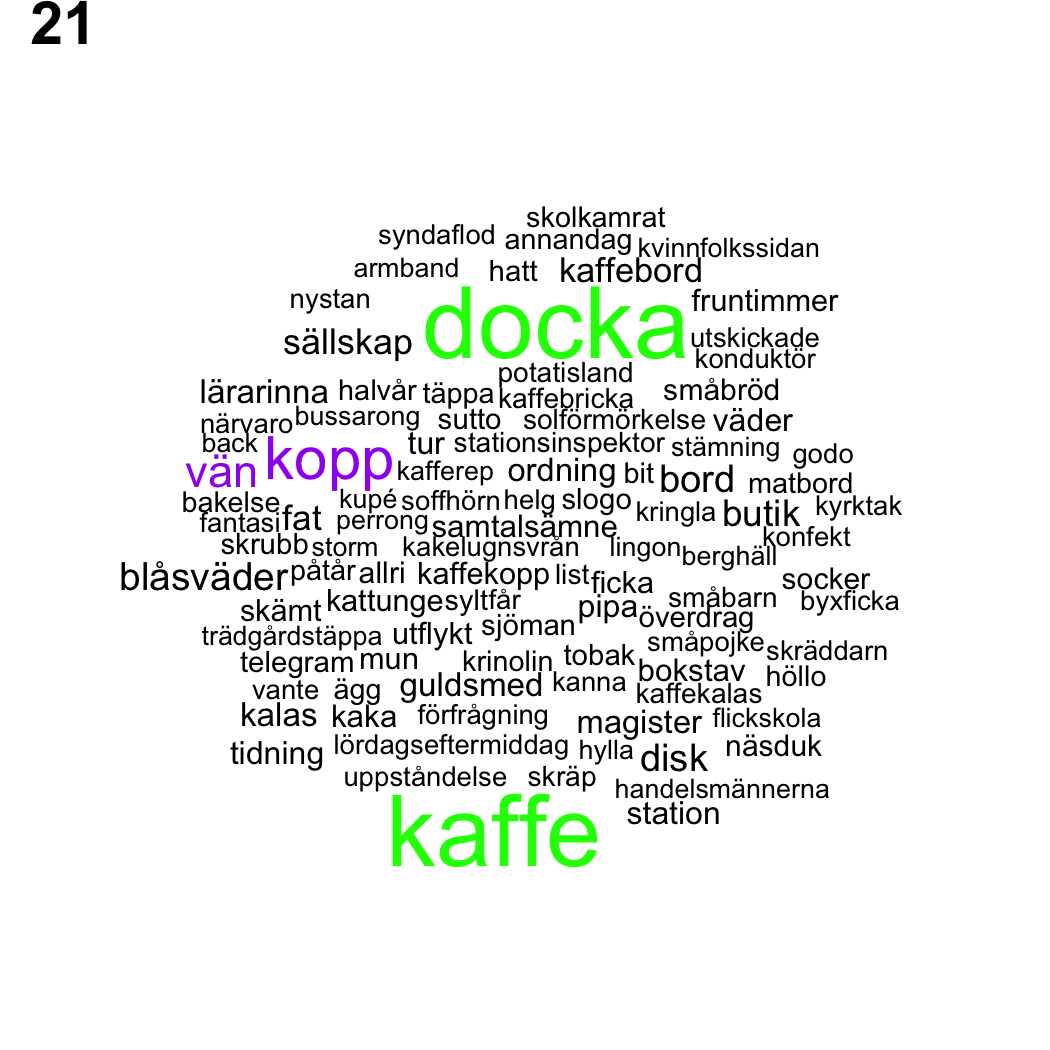 21
skolkamrat
syndaflod annandag kvinnfolkssidan
armband hatt kaffebord
nystan docka fruntimmer
sällskap utskickade
konduktör
potatisland
lärarinna halvår täppa kaffebricka småbröd
närvaro bussarong sutto solförmörkelse väder
back kopp tur stationsinspektor stämning godo
vän kafferep ordning bit bord matbord
bakelse kupé soffhörn helg slogo kringla butik kyrktak
fantasi fat perrong samtalsämne konfekt
skrubb storm kakelugnsvrån lingon berghäll
blåsväder påtår allri kaffekopp list ficka socker
skämt kattunge syltfår pipa småbarn byxficka
överdrag
trädgårdstäppa utflykt sjöman småpojke skräddarn
telegram mun krinolin tobak bokstav höllo
vante ägg guldsmed kanna kaffekalas
kalas kaka förfrågning magister flickskola
tidning lördagseftermiddag hylla disk näsduk
uppståndelse skräp handelsmännerna
kaffe station